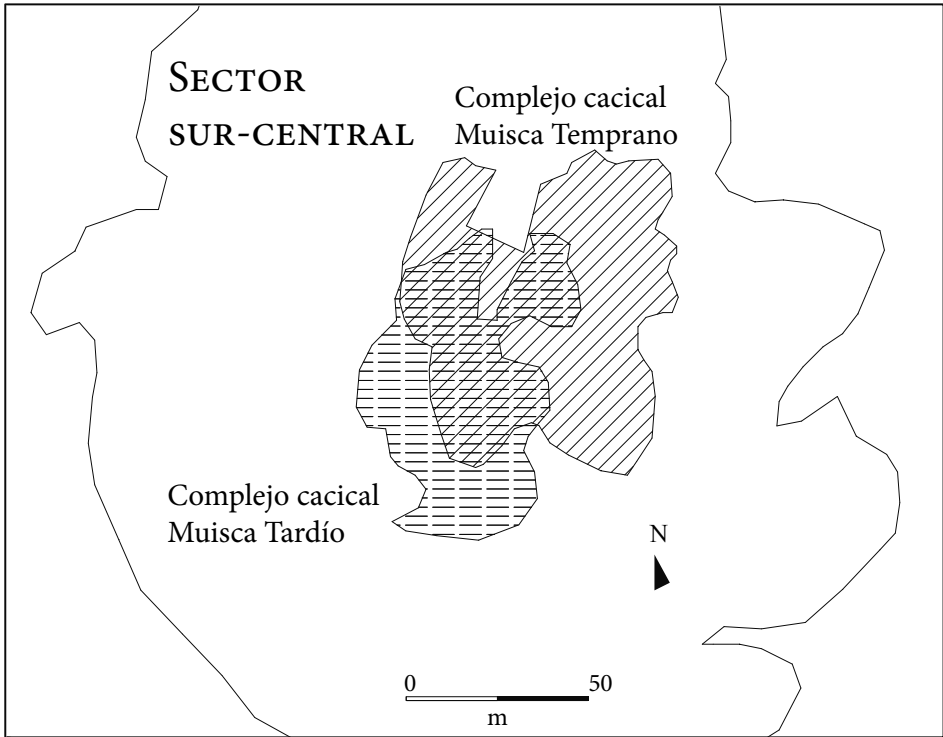 Sector
sur-central
Complejo cacical
Muisca Temprano
Complejo cacical
Muisca Tardío
N
0 50
m